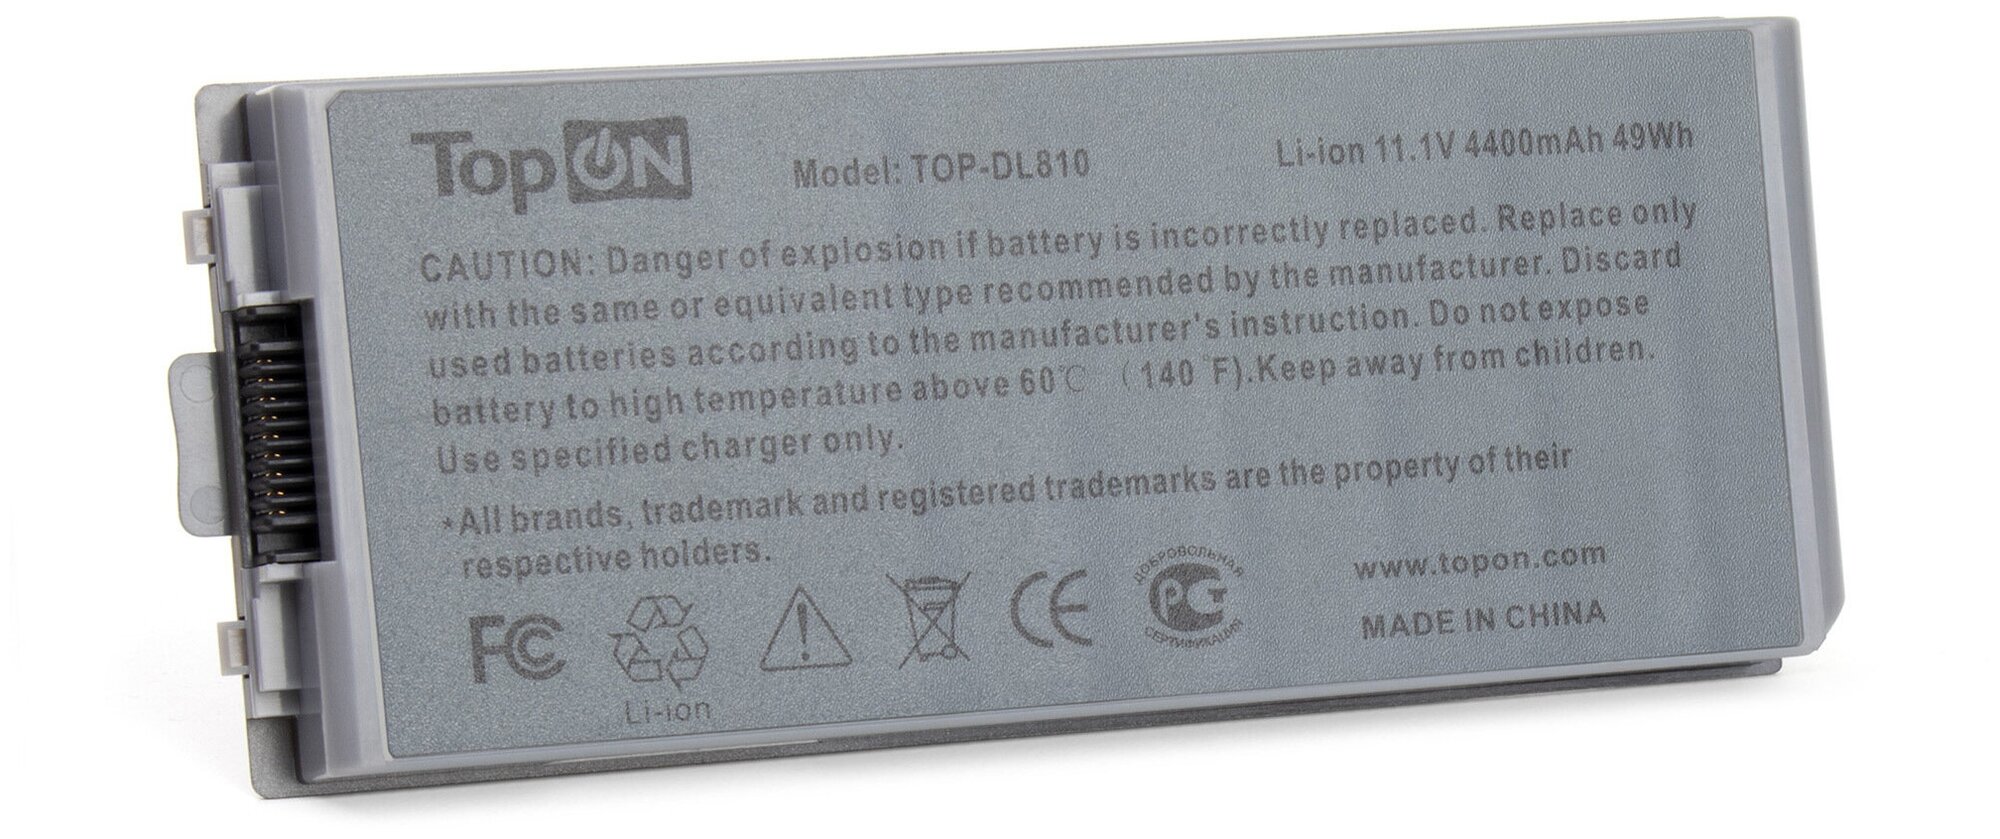 TopON
Model: TOP-DL810
Li-ion 11.1V 4400mAh 49Wh
CAUTION: Danger of explosion if battery is incorrectly replaced. Replace only
with the same or equivalent type recommended by the manufacturer. Discard
used batteries according to the manufacturer's instruction. Do not expose
battery to high temperature above 60℃ (140 °F).Keep away from children.
Use specified charger only.
*All brands, trademark and registered trademarks are the property of their
respective holders.
www.topon.com
MADE IN CHINA
FC
Li-ion
CE
ДОБРОВОЛЬНАЯ
РСТ
СЕРТИФИКАЦИЯ